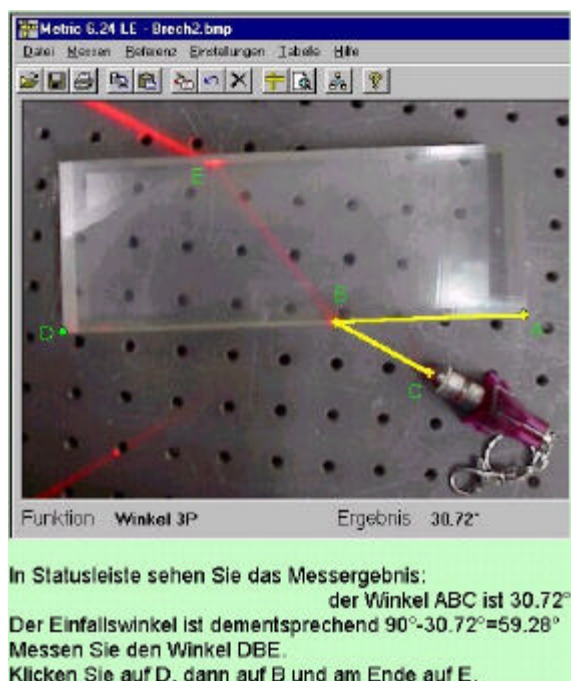 Metric 6.24 LE - Brech2.bmp
Datei Messen Referenz Einstellungen Tabelle Hilfe
E
B
D
A
C
Funktion Winkel 3P Ergebnis 30.72°
In Statusleiste sehen Sie das Messergebnis:
der Winkel ABC ist 30.72°
Der Einfallswinkel ist dementsprechend 90°-30.72°=59.28°
Messen Sie den Winkel DBE.
Klicken Sie auf D, dann auf B und am Ende auf E.